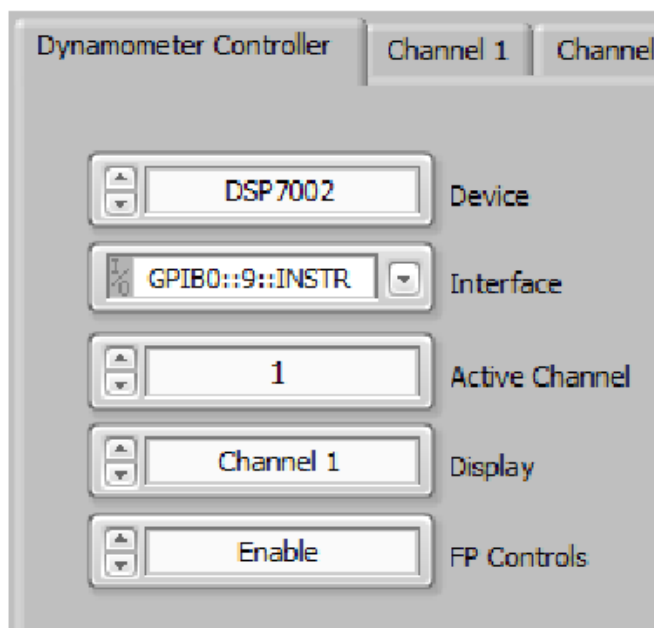 Dynamometer Controller Channel 1 Channel
DSP7002 Device
I/O GPIB0::9::INSTR Interface
1 Active Channel
Channel 1 Display
Enable FP Controls